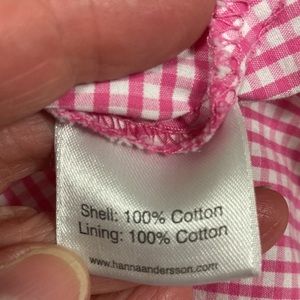 Shell: 100% Cotton
Lining: 100% Cotton
www.hannaandersson.com